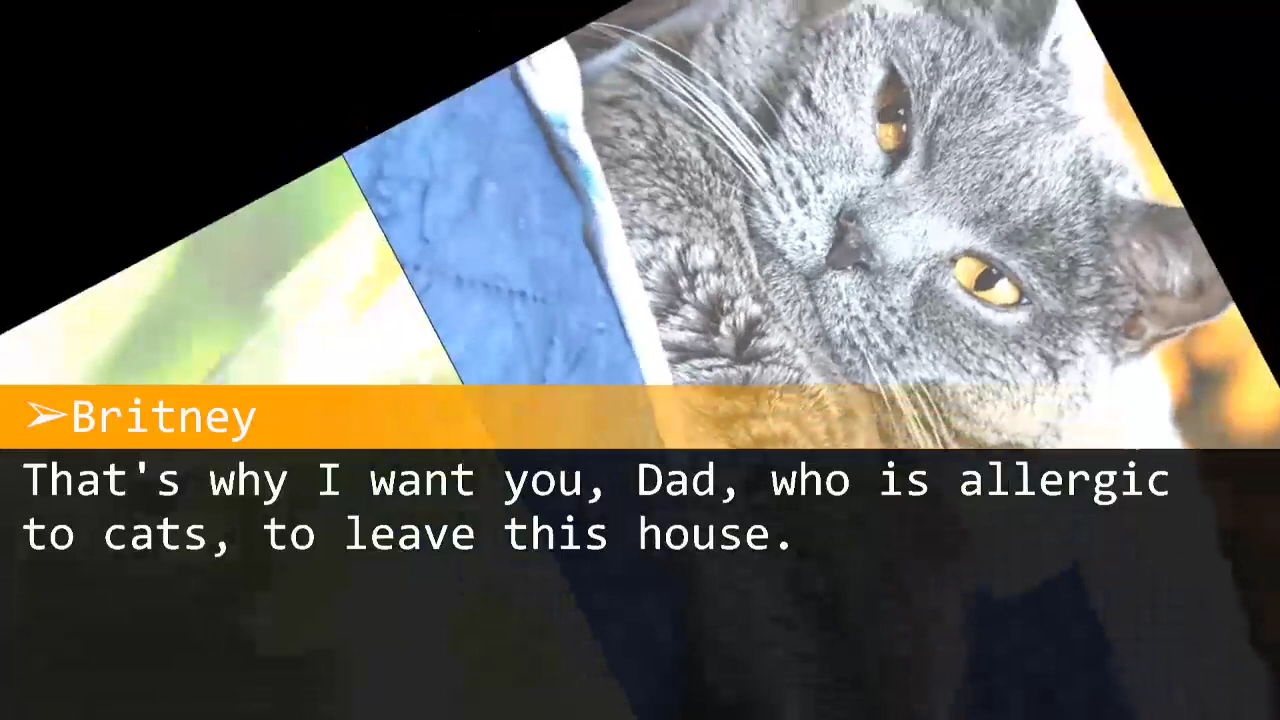 ➢Britney
That's why I want you, Dad, who is allergic
to cats, to leave this house.